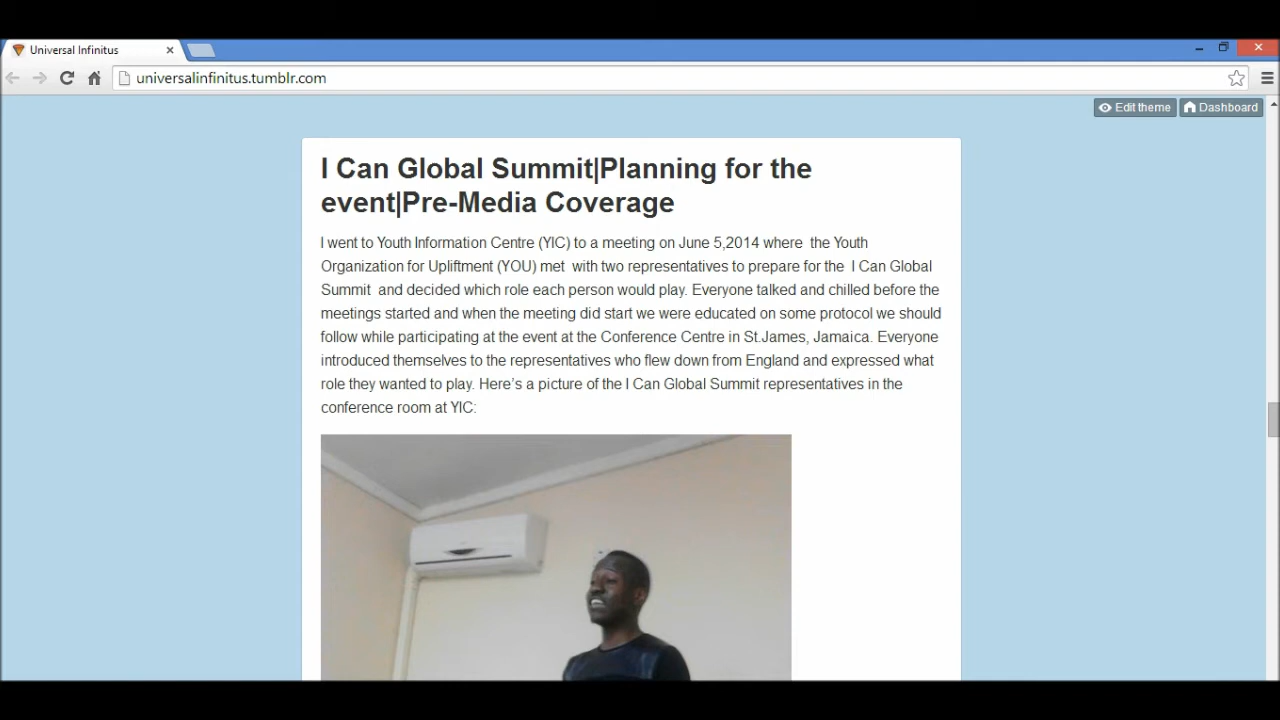 Universal Infinitus
universalinfinitus.tumblr.com
Edit theme
Dashboard
I Can Global Summit|Planning for the
event|Pre-Media Coverage
I went to Youth Information Centre (YIC) to a meeting on June 5,2014 where  the Youth
Organization for Upliftment (YOU) met  with two representatives to prepare for the  I Can Global
Summit  and decided which role each person would play. Everyone talked and chilled before the
meetings started and when the meeting did start we were educated on some protocol we should
follow while participating at the event at the Conference Centre in St.James, Jamaica. Everyone
introduced themselves to the representatives who flew down from England and expressed what
role they wanted to play. Here’s a picture of the I Can Global Summit representatives in the
conference room at YIC: